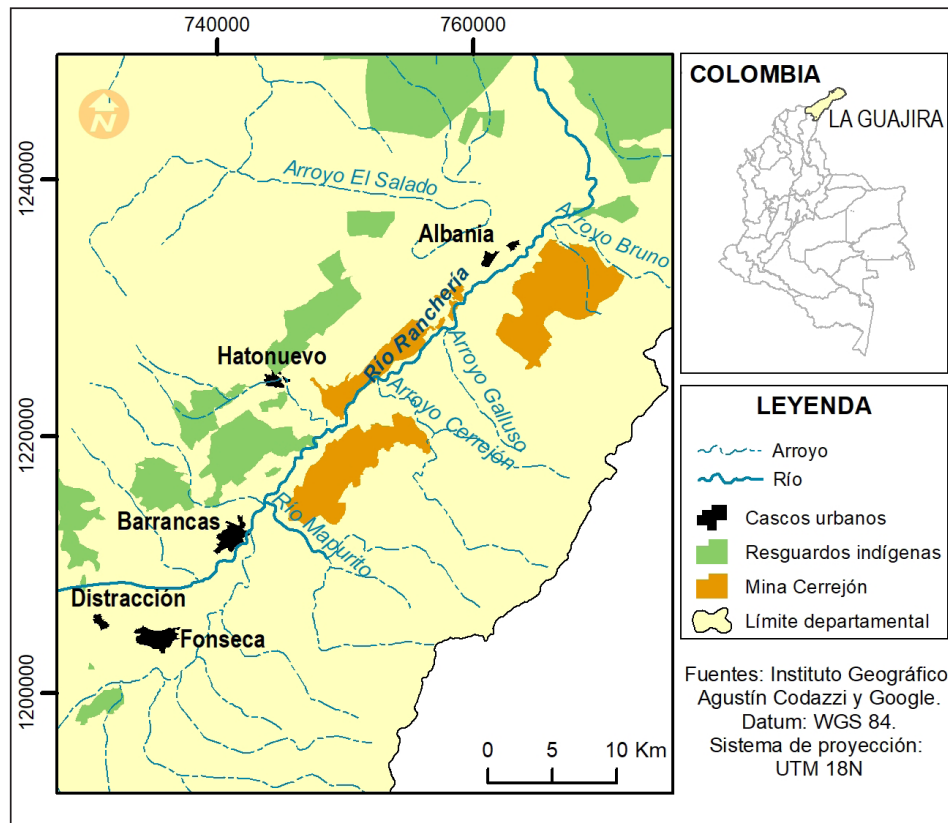 740000
760000
1240000
1220000
1200000
N
Arroyo El Salado
Albania
Arroyo Bruno
Río Ranchería
Hatonuevo
Arroyo Galluso
Arroyo Cerrejón
Barrancas
Río Mapurito
Distracción
Fonseca
0 5 10 Km
COLOMBIA
LA GUAJIRA
LEYENDA
Arroyo
Río
Cascos urbanos
Resguardos indígenas
Mina Cerrejón
Límite departamental
Fuentes: Instituto Geográfico
Agustín Codazzi y Google.
Datum: WGS 84.
Sistema de proyección:
UTM 18N